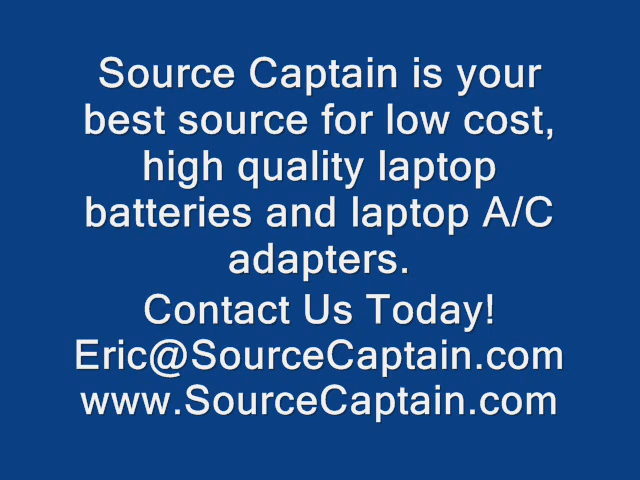 Source Captain is your
best source for low cost,
high quality laptop
batteries and laptop A/C
adapters.
Contact Us Today!
Eric@SourceCaptain.com
www.SourceCaptain.com